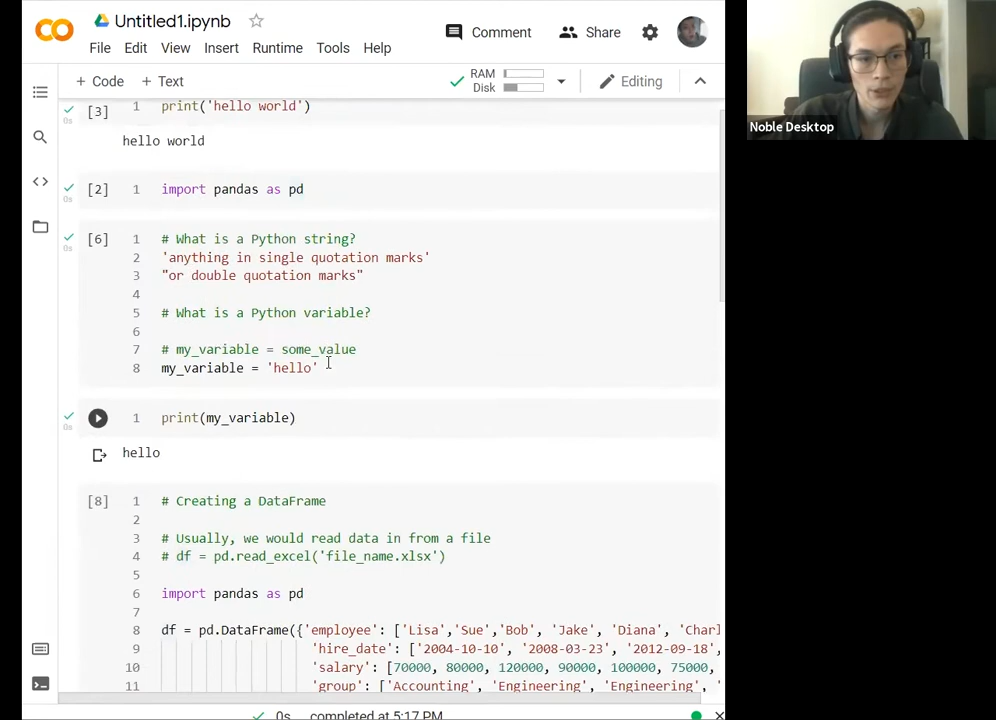 Untitled1.ipynb
File Edit View Insert Runtime Tools Help
Comment Share
+ Code + Text
RAM
Disk
Editing
[3] 1 print('hello world')
0s
hello world
[2] 1 import pandas as pd
0s
[6] 1 # What is a Python string?
0s 2 'anything in single quotation marks'
3 "or double quotation marks"
4
5 # What is a Python variable?
6
7 # my_variable = some_value
8 my_variable = 'hello'
1 print(my_variable)
0s
hello
[8] 1 # Creating a DataFrame
2
3 # Usually, we would read data in from a file
4 # df = pd.read_excel('file_name.xlsx')
5
6 import pandas as pd
7
8 df = pd.DataFrame({'employee': ['Lisa','Sue','Bob', 'Jake', 'Diana', 'Charl
9 'hire_date': ['2004-10-10', '2008-03-23', '2012-09-18',
10 'salary': [70000, 80000, 120000, 90000, 100000, 75000,
11 'group': ['Accounting', 'Engineering', 'Engineering', '
0s completed at 5:17 PM
Noble Desktop